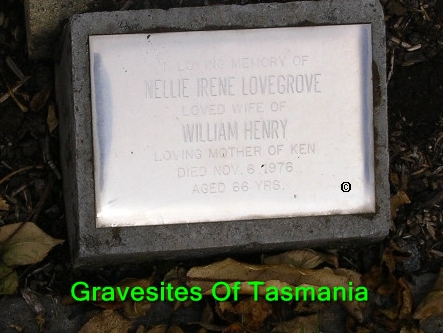 IN LOVING MEMORY OF
NELLIE IRENE LOVEGROVE
LOVED WIFE OF
WILLIAM HENRY
LOVING MOTHER OF KEN
DIED NOV. 6. 1976
AGED 86 YRS.
©
Gravesites Of Tasmania